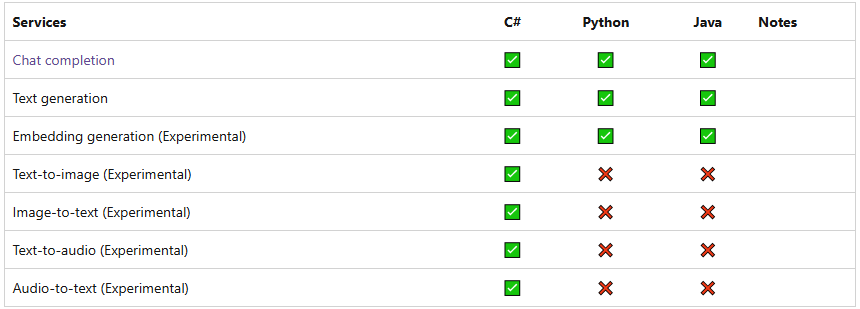 Services C# Python Java Notes
Chat completion ✅ ✅ ✅
Text generation ✅ ✅ ✅
Embedding generation (Experimental) ✅ ✅ ✅
Text-to-image (Experimental) ✅ ❌ ❌
Image-to-text (Experimental) ✅ ❌ ❌
Text-to-audio (Experimental) ✅ ❌ ❌
Audio-to-text (Experimental) ✅ ❌ ❌